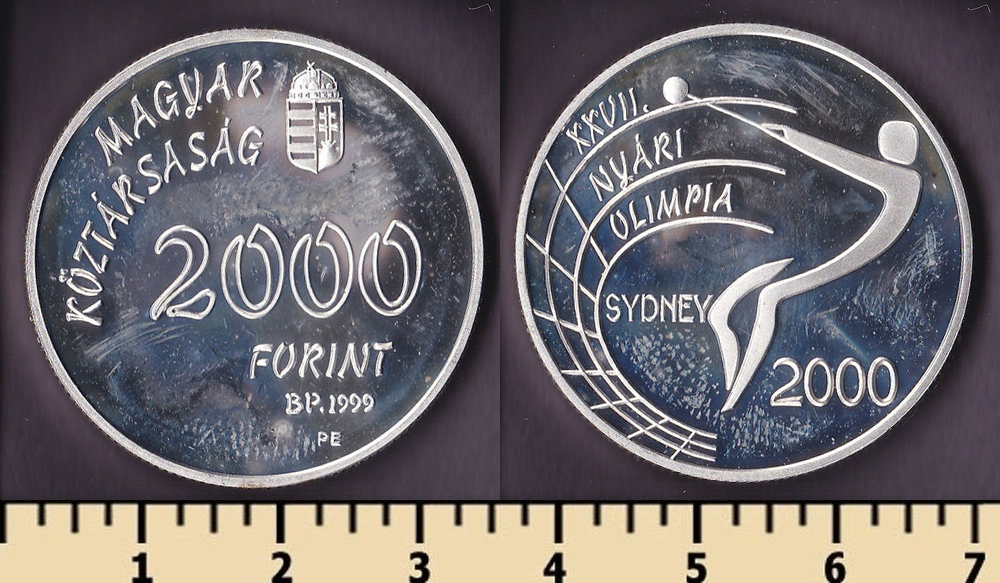 MAGYAR
KÖZTÁRSASÁG
2000
FORINT
BP.1999
PE
XXVII.
NYÁRI
OLIMPIA
SYDNEY
2000
1 2 3 4 5 6 7